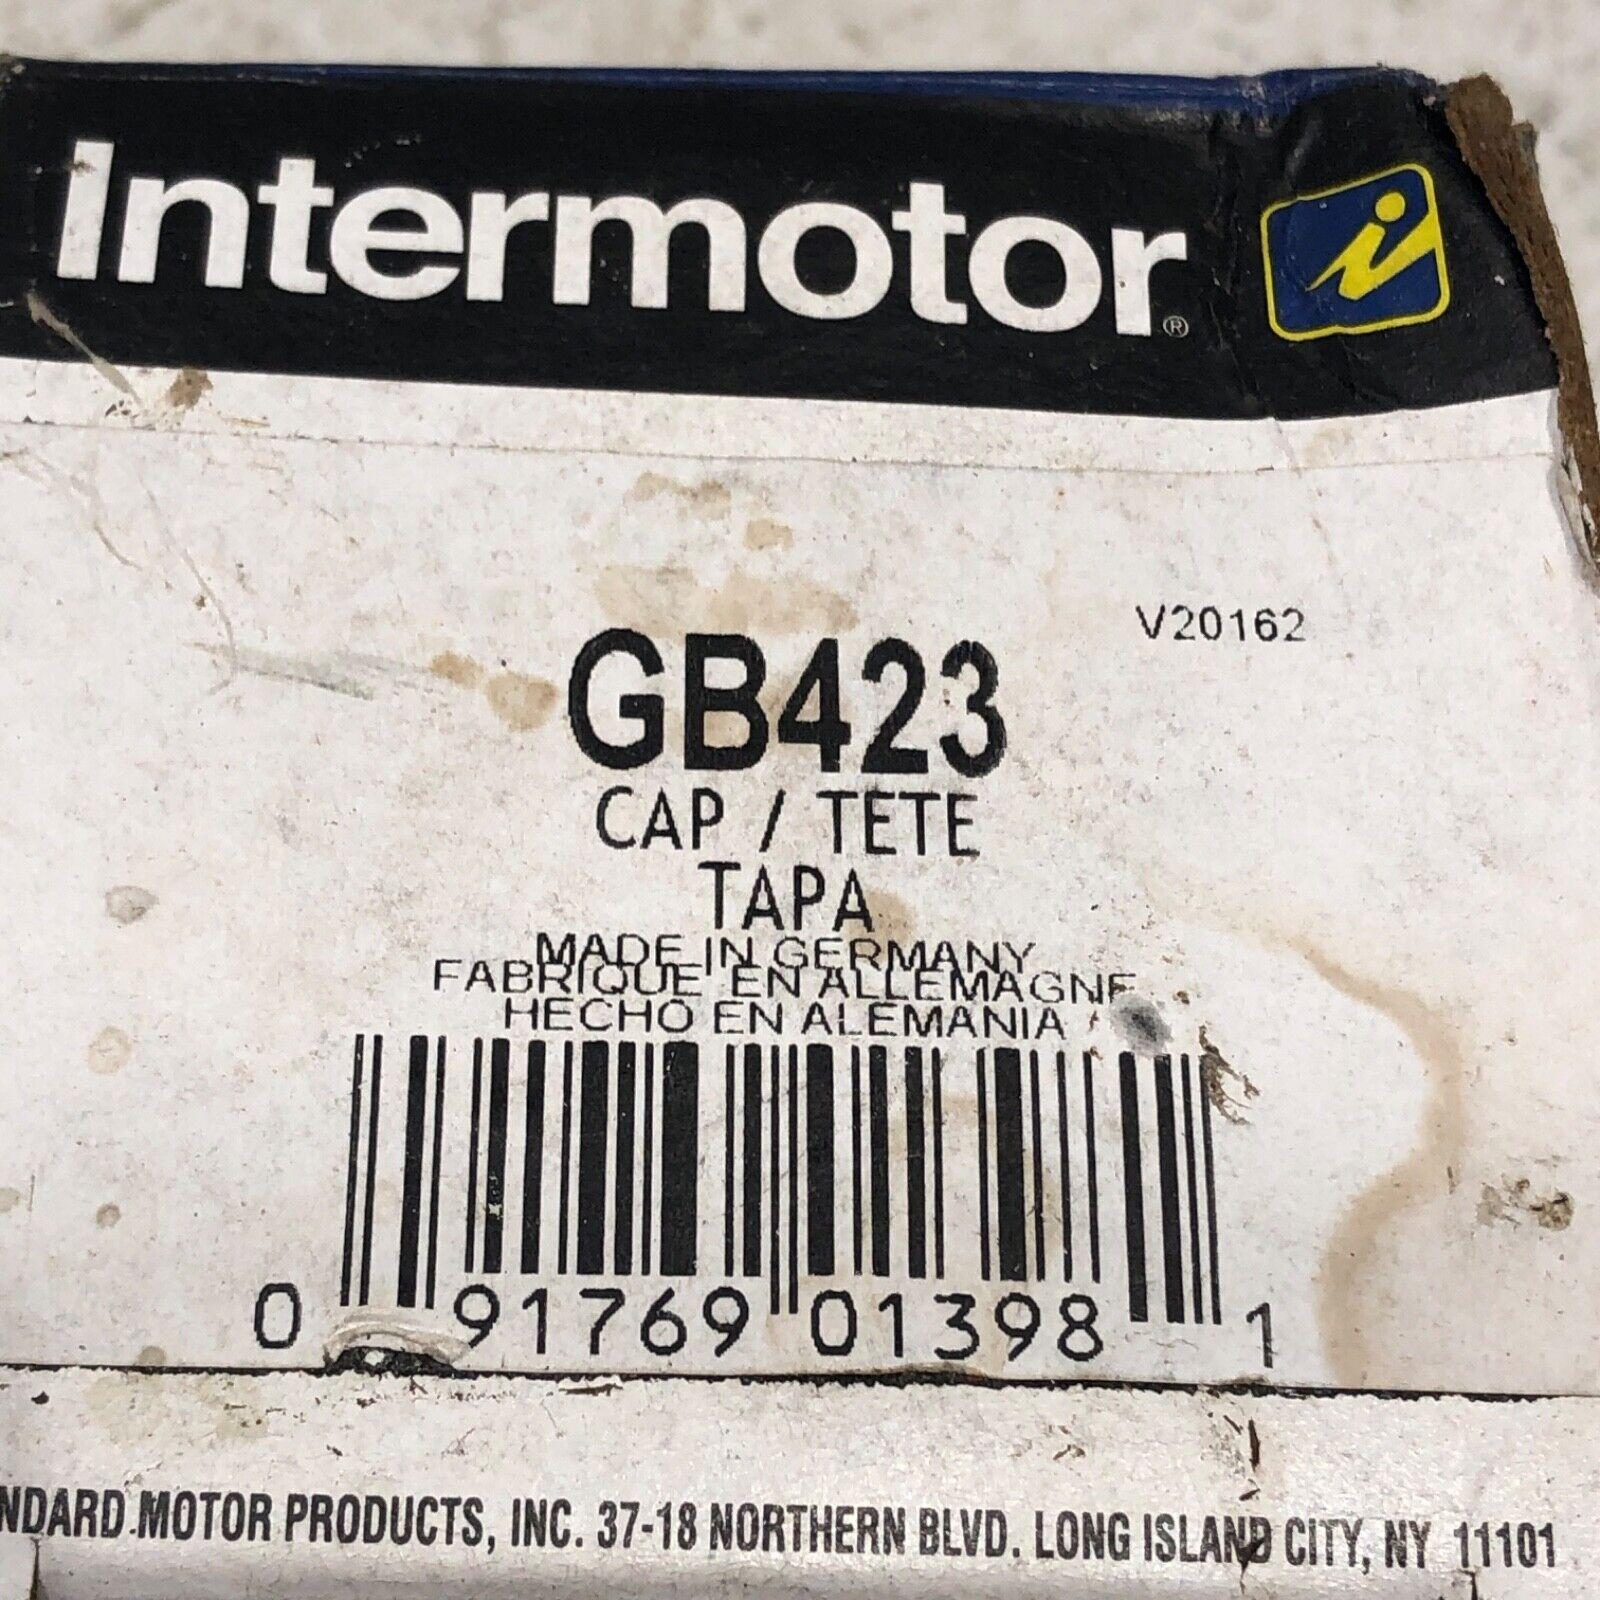 Intermotor®
V20162
GB423
CAP / TETE
TAPA
MADE IN GERMANY
FABRIQUE EN ALLEMAGNE
HECHO EN ALEMANIA
0 91769 01398 1
NDARD MOTOR PRODUCTS, INC. 37-18 NORTHERN BLVD. LONG ISLAND CITY, NY 11101